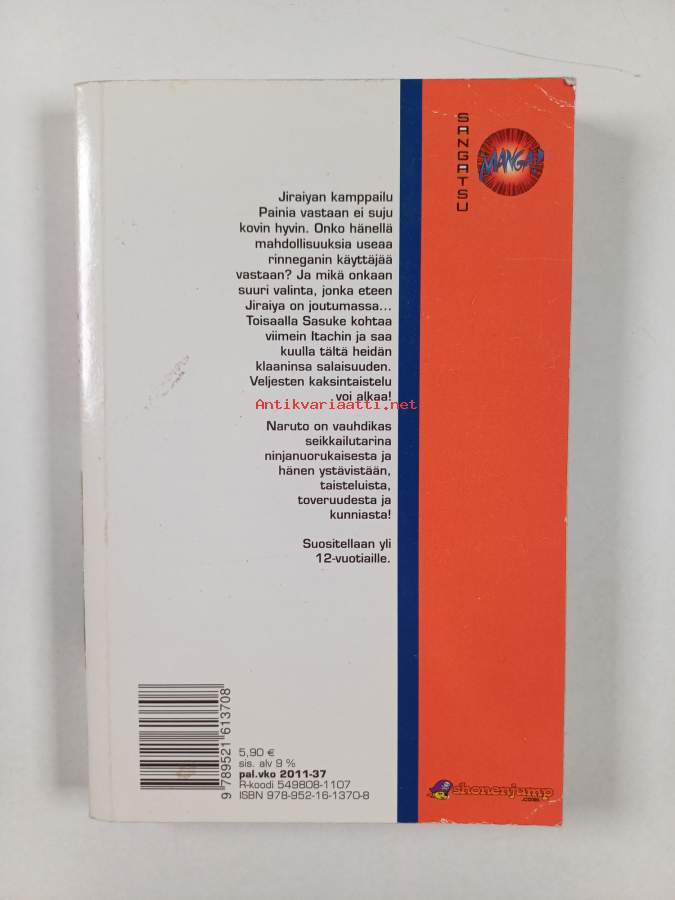 SANGATSU
MANGA!
Jiraiyan kamppailu
Painia vastaan ei suju
kovin hyvin. Onko hänellä
mahdollisuuksia useaa
rinneganin käyttäjää
vastaan? Ja mikä onkaan
suuri valinta, jonka eteen
Jiraiya on joutumassa...
Toisaalla Sasuke kohtaa
viimein Itachin ja saa
kuulla tältä heidän
klaaninsa salaisuuden.
Veljesten kaksintaistelu
voi alkaa!
Antikvariaatti.net
Naruto on vauhdikas
seikkailutarina
ninjanuorukaisesta ja
hänen ystävistään,
taisteluista,
toveruudesta ja
kunniasta!
Suositellaan yli
12-vuotiaille.
9 789521 613708
5,90 €
sis. alv 9 %
pal.vko 2011-37
R-koodi 549808-1107
ISBN 978-952-16-1370-8
shonenjump
.com